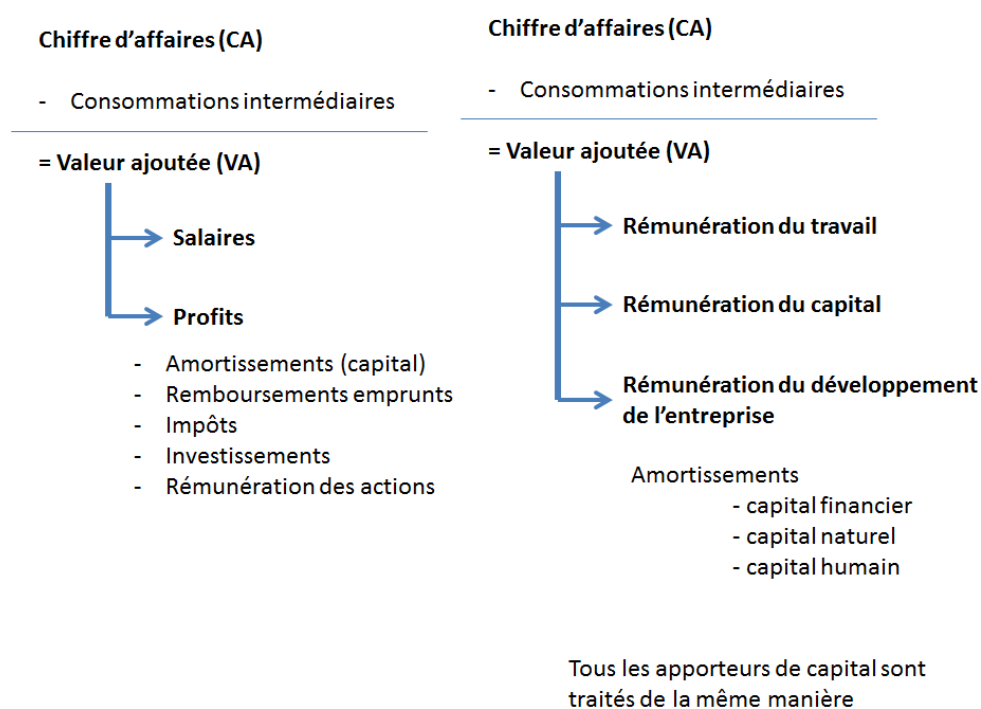 Chiffre d’affaires (CA)
- Consommations intermédiaires
= Valeur ajoutée (VA)
Salaires
Profits
- Amortissements (capital)
- Remboursements emprunts
- Impôts
- Investissements
- Rémunération des actions
Chiffre d’affaires (CA)
- Consommations intermédiaires
= Valeur ajoutée (VA)
Rémunération du travail
Rémunération du capital
Rémunération du développement
de l’entreprise
Amortissements
- capital financier
- capital naturel
- capital humain
Tous les apporteurs de capital sont
traités de la même manière